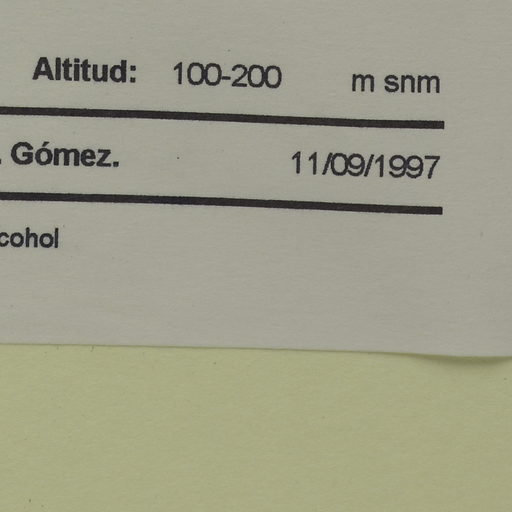 Altitud: 100-200 m snm
. Gómez. 11/09/1997
cohol